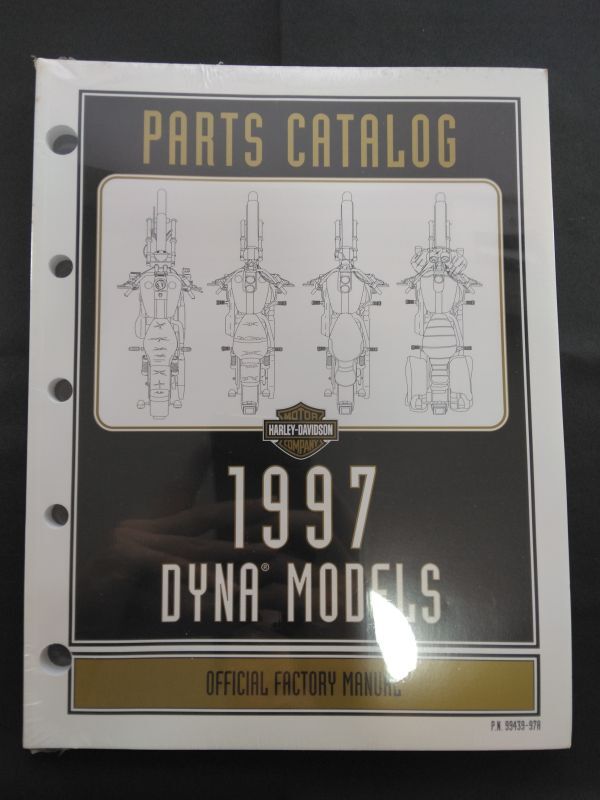 PARTS CATALOG
MOTOR
HARLEY-DAVIDSON
COMPANY
1997
DYNA® MODELS
OFFICIAL FACTORY MANUAL
P.N. 99439-97A